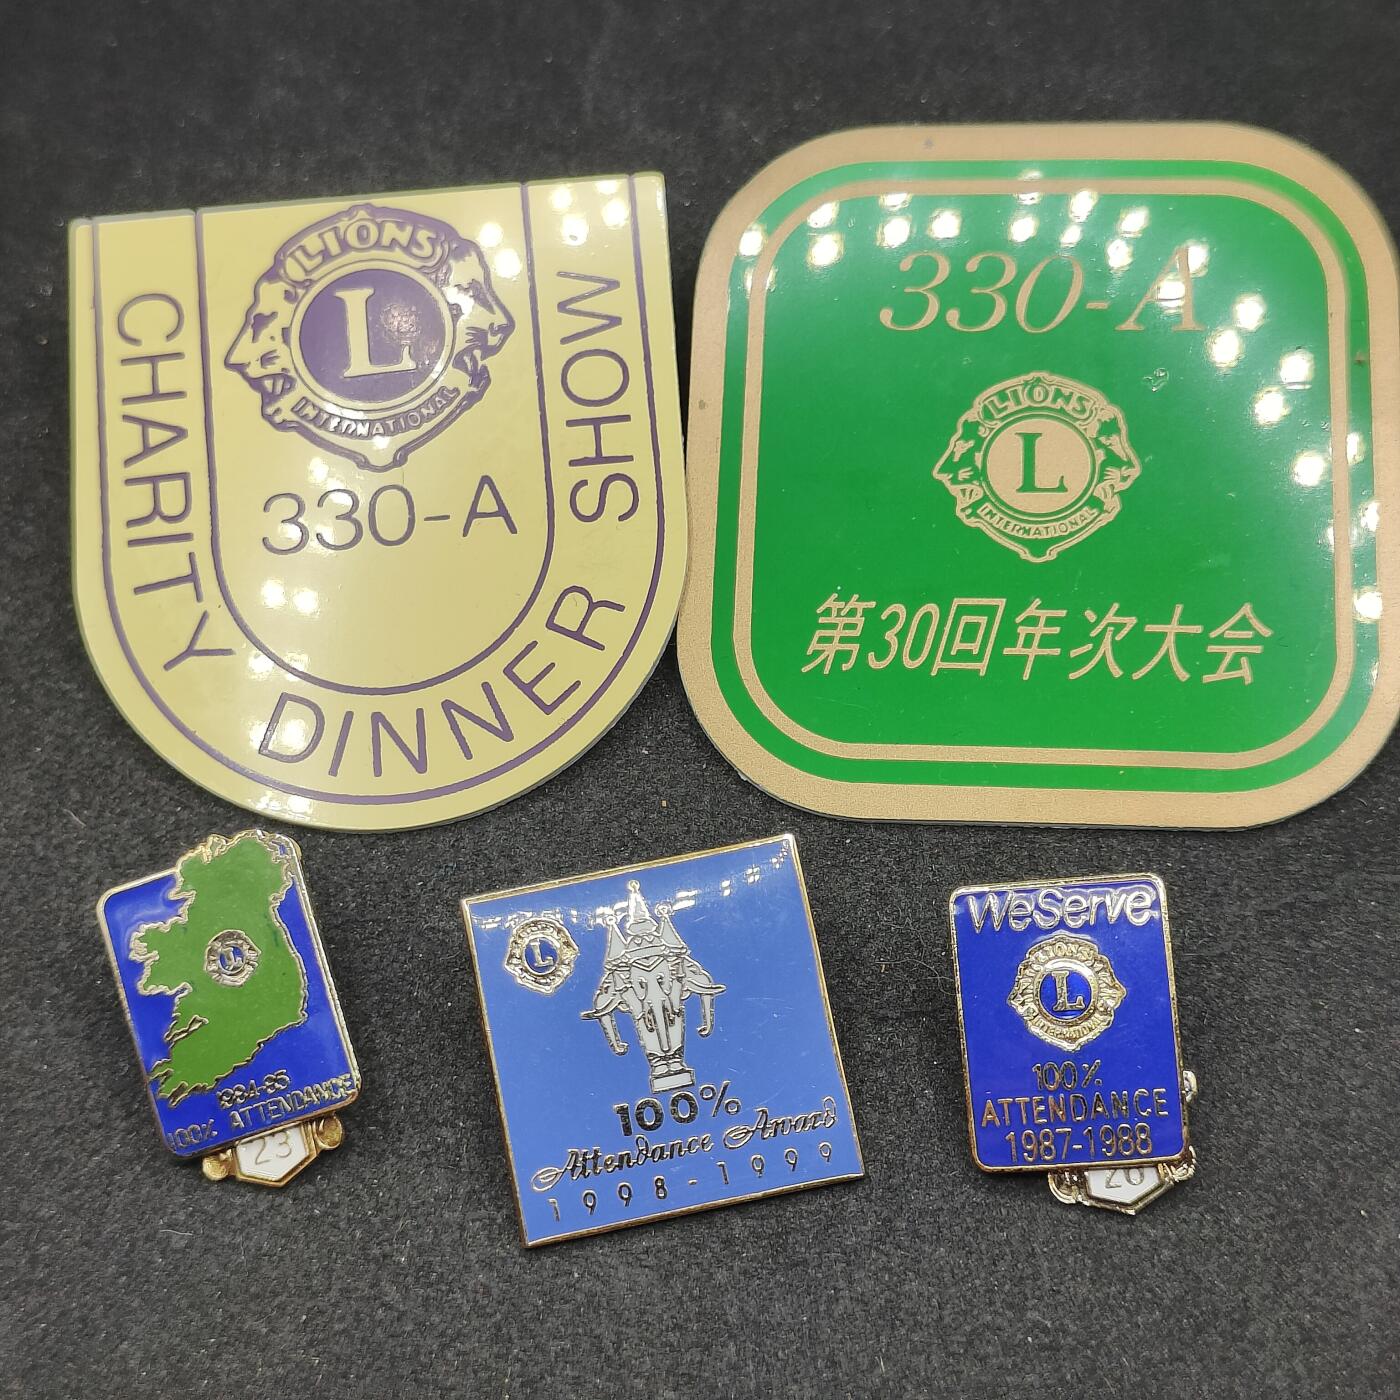 LIONS
L
INTERNATIONAL
330-A
CHARITY DINNER SHOW
330-A
LIONS
L
INTERNATIONAL
第30回年次大会
L
1984-85
100% ATTENDANCE
23
L
100%
Attendance Award
1998-1999
WeServe
LIONS
L
INTERNATIONAL
100%
ATTENDANCE
1987-1988
26